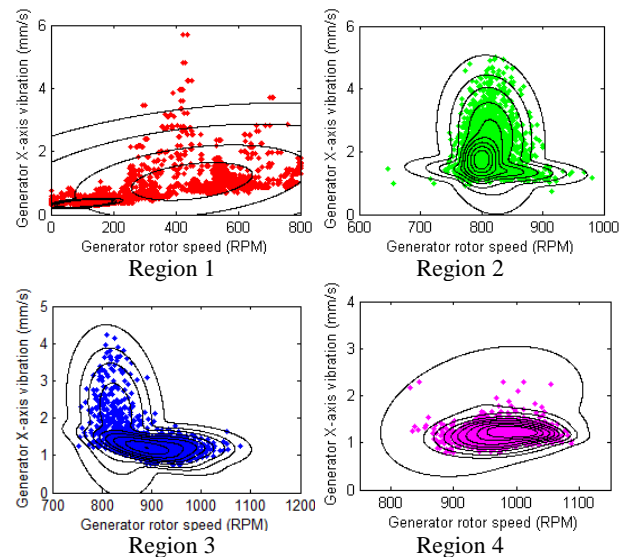 Generator X-axis vibration (mm/s)
6
4
2
0
0 200 400 600 800
Generator rotor speed (RPM)
Region 1
Generator X-axis vibration (mm/s)
6
4
2
0
600 700 800 900 1000
Generator rotor speed (RPM)
Region 2
Generator X-axis vibration (mm/s)
5
4
3
2
1
0
700 800 900 1000 1100 1200
Generator rotor speed (RPM)
Region 3
Generator X-axis vibration (mm/s)
4
3
2
1
0
800 900 1000 1100
Generator rotor speed (RPM)
Region 4